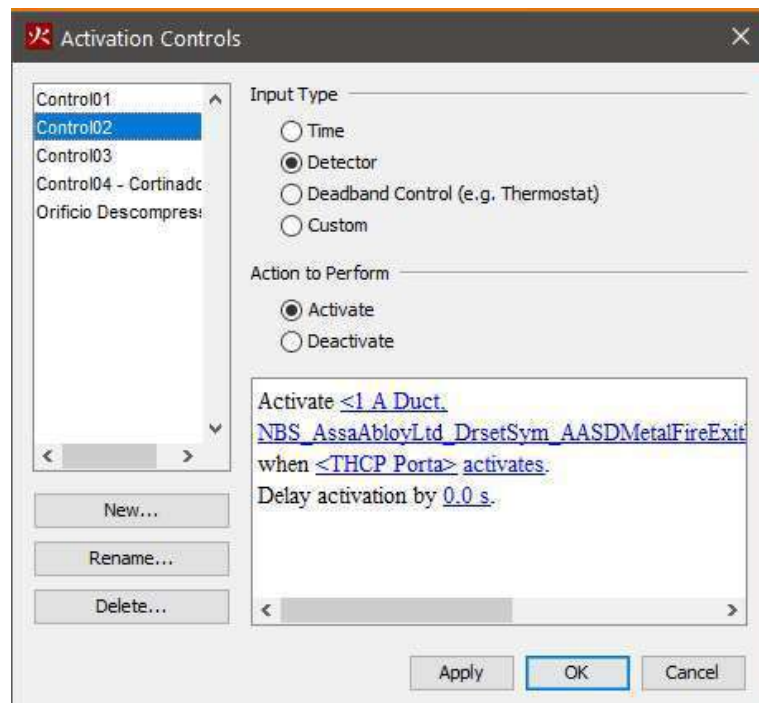 Activation Controls
Control01
Control02
Control03
Control04 - Cortinado
Orificio Descompress
Input Type
Time
Detector
Deadband Control (e.g. Thermostat)
Custom
Action to Perform
Activate
Deactivate
Activate <1 A Duct,
NBS_AssaAbloyLtd_DrsetSym_AASDMetalFireExit
when <THCP Porta> activates.
Delay activation by 0.0 s.
New...
Rename...
Delete...
Apply
OK
Cancel